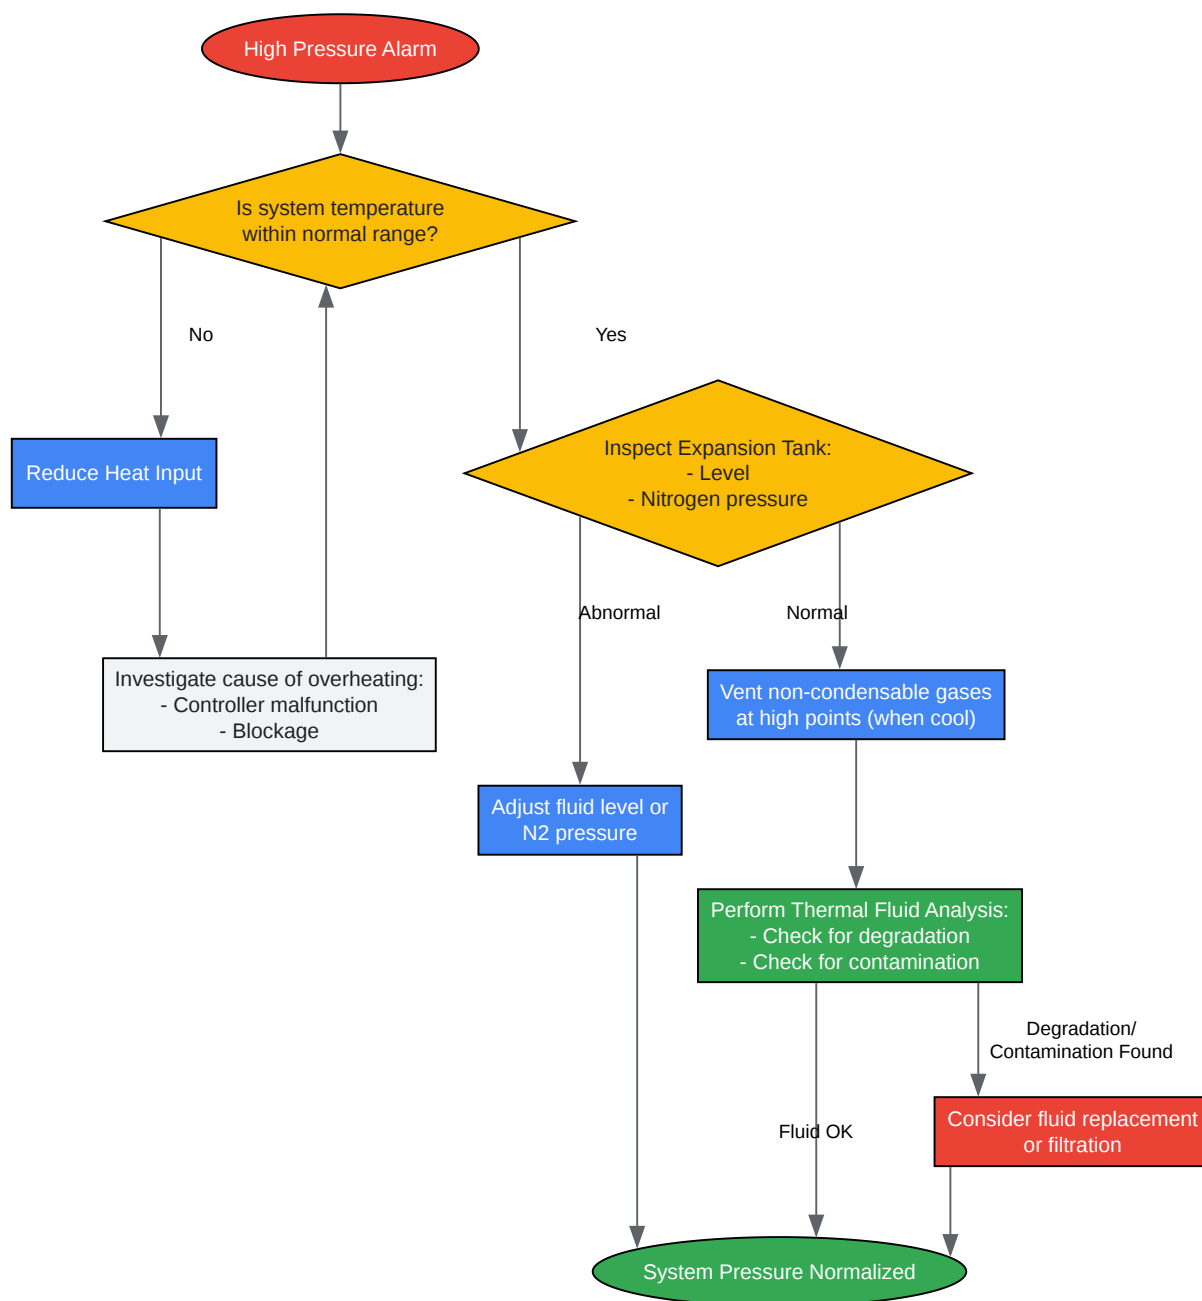 High Pressure Alarm
Is system temperature
within normal range?
No
Yes
Inspect Expansion Tank:
- Level
- Nitrogen pressure
Reduce Heat Input
Abnormal
Normal
Investigate cause of overheating:
- Controller malfunction
- Blockage
Vent non-condensable gases
at high points (when cool)
Adjust fluid level or
N2 pressure
Perform Thermal Fluid Analysis:
- Check for degradation
- Check for contamination
Degradation/
Contamination Found
Fluid OK
Consider fluid replacement
or filtration
System Pressure Normalized